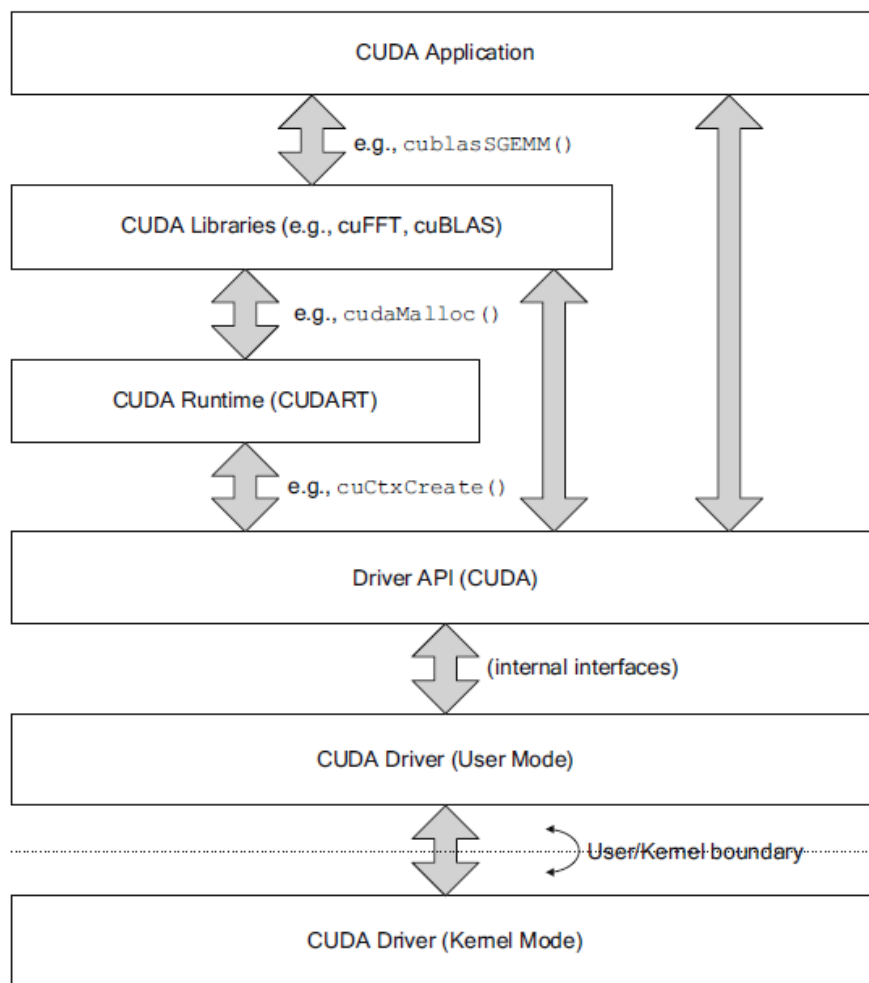 CUDA Application
e.g., cublasSGEMM()
CUDA Libraries (e.g., cuFFT, cuBLAS)
e.g., cudaMalloc()
CUDA Runtime (CUDART)
e.g., cuCtxCreate()
Driver API (CUDA)
(internal interfaces)
CUDA Driver (User Mode)
User/Kernel boundary
CUDA Driver (Kernel Mode)